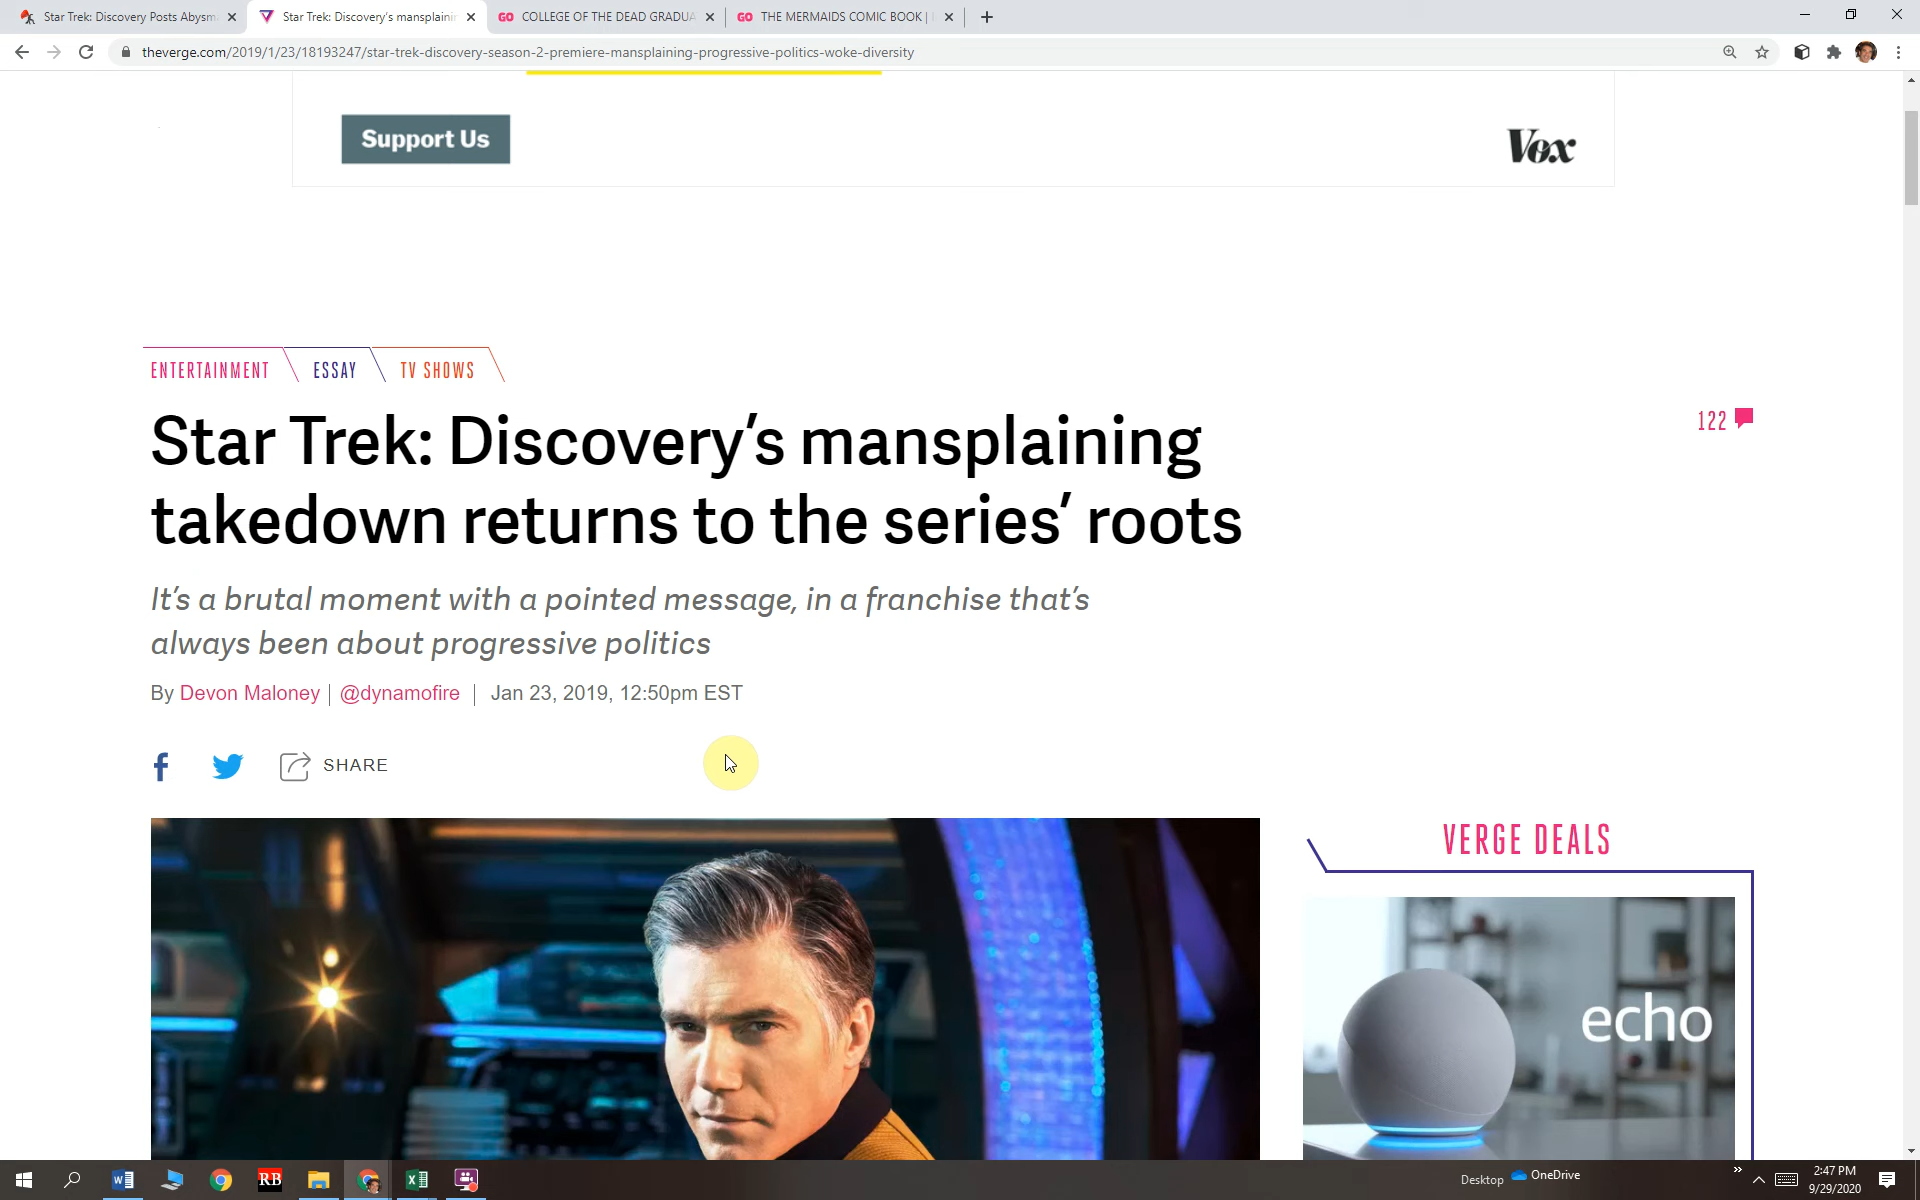 Star Trek: Discovery Posts Abysm
Star Trek: Discovery's mansplainin
GO COLLEGE OF THE DEAD GRADUA
GO THE MERMAIDS COMIC BOOK |
theverge.com/2019/1/23/18193247/star-trek-discovery-season-2-premiere-mansplaining-progressive-politics-woke-diversity
Support Us
Vox
ENTERTAINMENT
ESSAY
TV SHOWS
Star Trek: Discovery's mansplaining
takedown returns to the series' roots
122
It's a brutal moment with a pointed message, in a franchise that's
always been about progressive politics
By Devon Maloney | @dynamofire | Jan 23, 2019, 12:50pm EST
SHARE
VERGE DEALS
echo
RB
Desktop
OneDrive
2:47 PM
9/29/2020